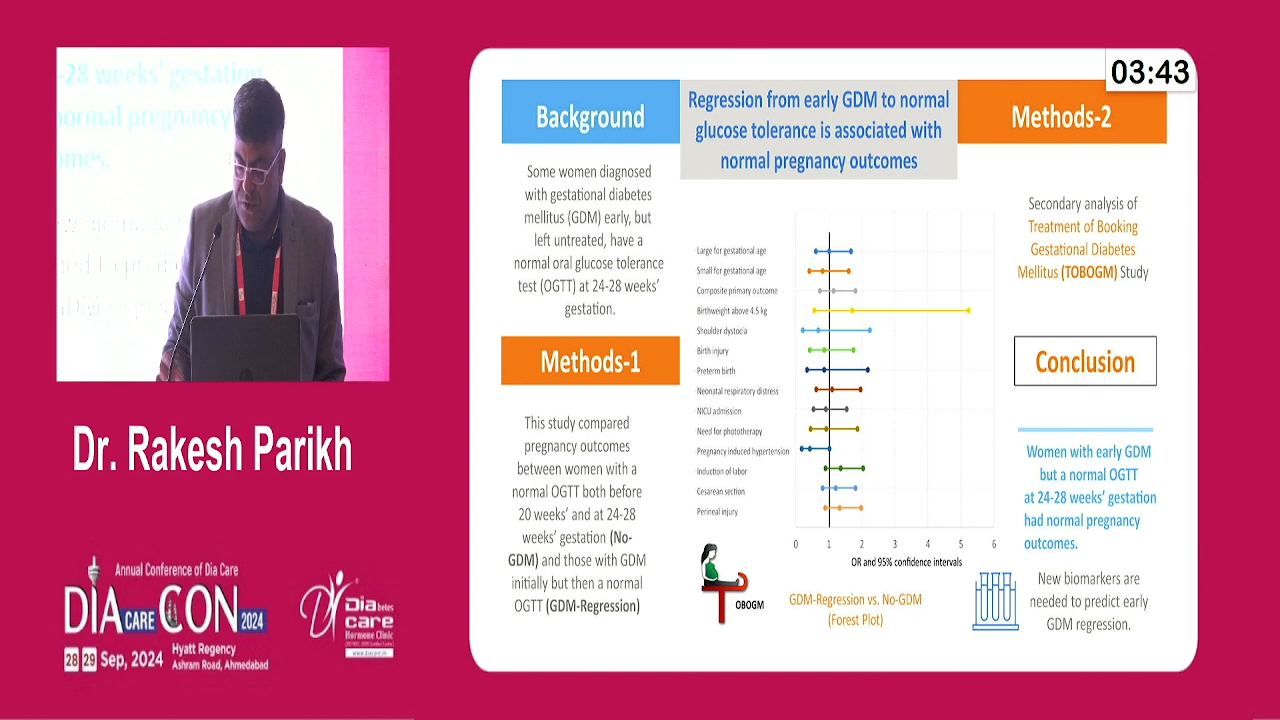 -28 weeks' gestation
normal pregnancy
omes.
Dr. Rakesh Parikh
Annual Conference of Dia Care
DIA CARE CON 2024
28 29 Sep, 2024
Hyatt Regency
Ashram Road, Ahmedabad
Diabetes
care
Hormone Clinic
03:43
Background
Some women diagnosed
with gestational diabetes
mellitus (GDM) early, but
left untreated, have a
normal oral glucose tolerance
test (OGTT) at 24-28 weeks'
gestation.
Methods-1
This study compared
pregnancy outcomes
between women with a
normal OGTT both before
20 weeks' and at 24-28
weeks' gestation (No-
GDM) and those with GDM
initially but then a normal
OGTT (GDM-Regression)
Regression from early GDM to normal
glucose tolerance is associated with
normal pregnancy outcomes
Large for gestational age
Small for gestational age
Composite primary outcome
Birthweight above 4.5 kg
Shoulder dystocia
Birth injury
Preterm birth
Neonatal respiratory distress
NICU admission
Need for phototherapy
Pregnancy induced hypertension
Induction of labor
Cesarean section
Perineal injury
0 1 2 3 4 5 6
OR and 95% confidence intervals
TOBOGM
GDM-Regression vs. No-GDM
(Forest Plot)
Methods-2
Secondary analysis of
Treatment of Booking
Gestational Diabetes
Mellitus (TOBOGM) Study
Conclusion
Women with early GDM
but a normal OGTT
at 24-28 weeks' gestation
had normal pregnancy
outcomes.
New biomarkers are
needed to predict early
GDM regression.